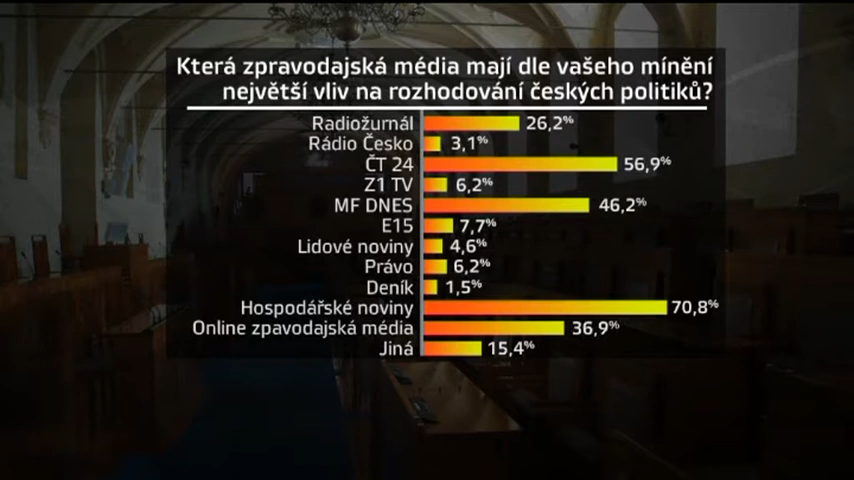 Která zpravodajská média mají dle vašeho mínění
největší vliv na rozhodování českých politiků?
Radiožurnál 26,2%
Rádio Česko 3,1%
ČT 24 56,9%
Z1 TV 6,2%
MF DNES 46,2%
E15 7,7%
Lidové noviny 4,6%
Právo 6,2%
Deník 1,5%
Hospodářské noviny 70,8%
Online zpavodajská média 36,9%
Jiná 15,4%